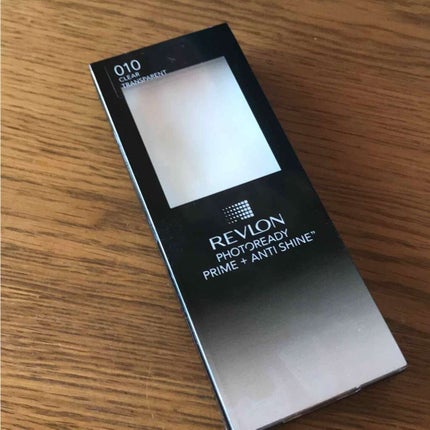 010
CLEAR
TRANSPARENT
REVLON
PHOTOREADY
PRIME + ANTI SHINE™